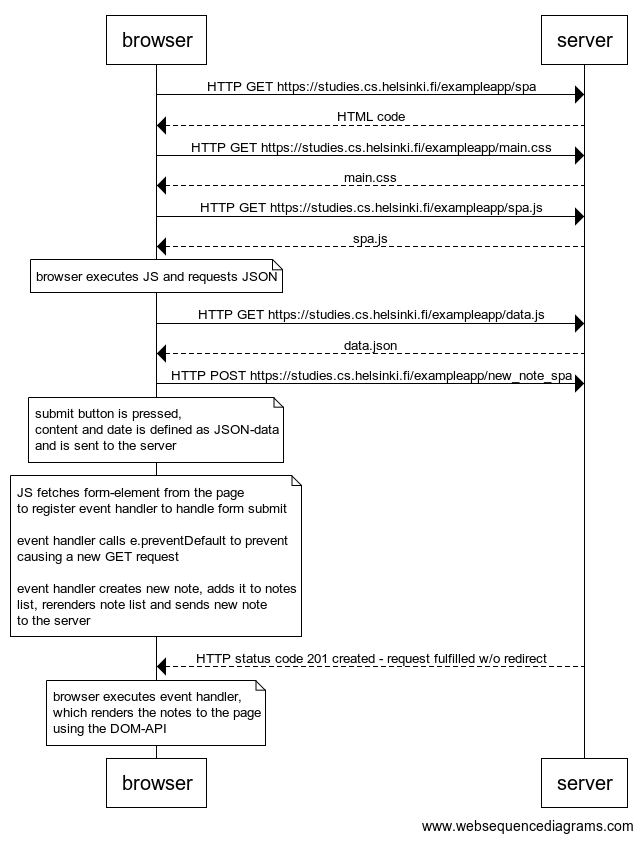 browser
server
HTTP GET https://studies.cs.helsinki.fi/exampleapp/spa
HTML code
HTTP GET https://studies.cs.helsinki.fi/exampleapp/main.css
main.css
HTTP GET https://studies.cs.helsinki.fi/exampleapp/spa.js
spa.js
browser executes JS and requests JSON
HTTP GET https://studies.cs.helsinki.fi/exampleapp/data.js
data.json
HTTP POST https://studies.cs.helsinki.fi/exampleapp/new_note_spa
submit button is pressed,
content and date is defined as JSON-data
and is sent to the server
JS fetches form-element from the page
to register event handler to handle form submit
event handler calls e.preventDefault to prevent
causing a new GET request
event handler creates new note, adds it to notes
list, rerenders note list and sends new note
to the server
HTTP status code 201 created - request fulfilled w/o redirect
browser executes event handler,
which renders the notes to the page
using the DOM-API
browser
server
www.websequencediagrams.com